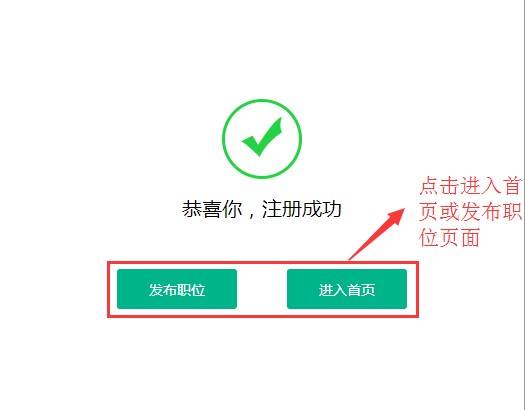 恭喜你，注册成功
点击进入首
页或发布职
位页面
发布职位
进入首页